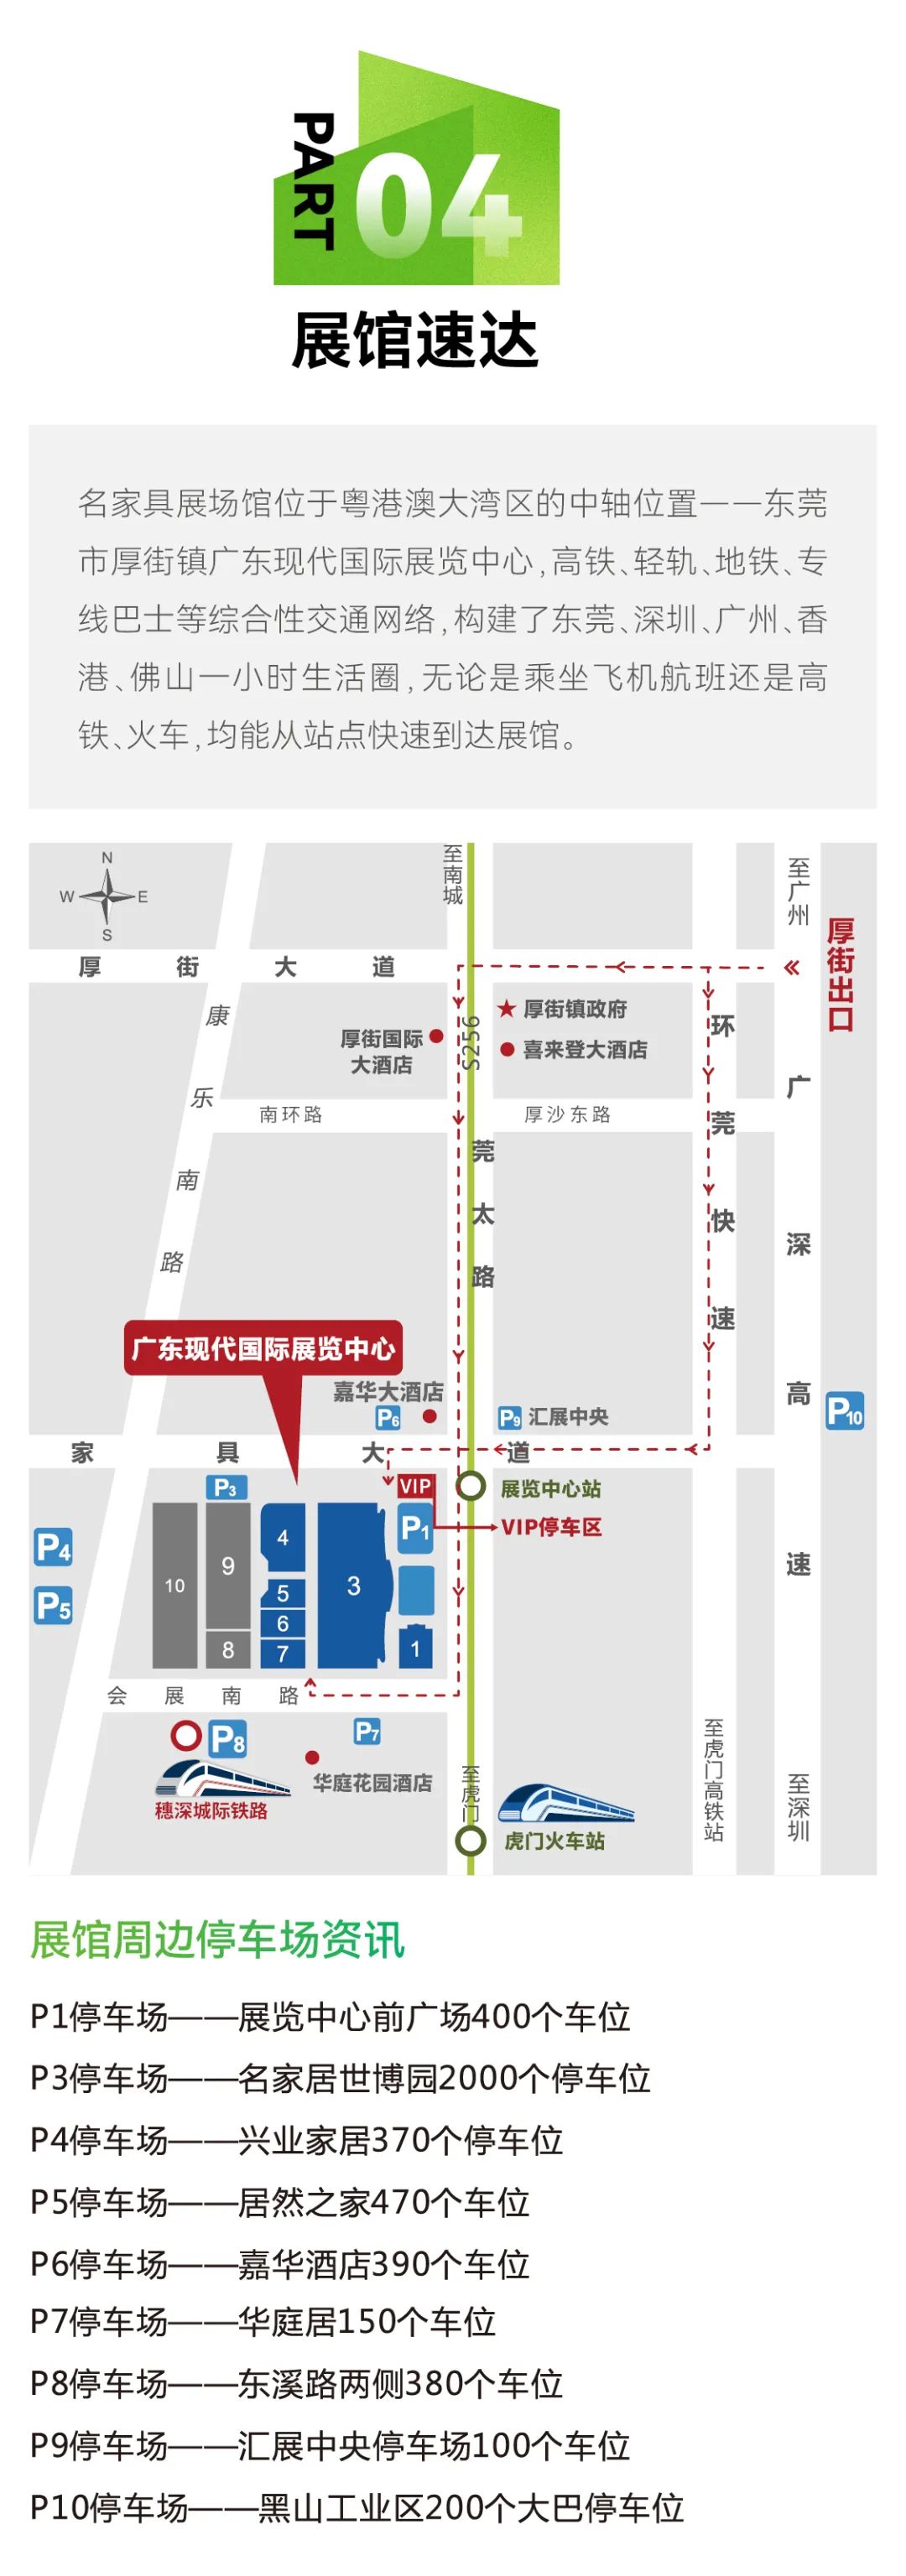 PART
04
展馆速达
名家具展场馆位于粤港澳大湾区的中轴位置——东莞
市厚街镇广东现代国际展览中心,高铁、轻轨、地铁、专
线巴士等综合性交通网络,构建了东莞、深圳、广州、香
港、佛山一小时生活圈,无论是乘坐飞机航班还是高
铁、火车,均能从站点快速到达展馆。
N
W E
S
至南城
至广州
厚街出口
厚街大道
康乐南路
厚街国际
大酒店
S256
厚街镇政府
喜来登大酒店
环莞快速
广深高速
南环路
厚沙东路
莞太路
广东现代国际展览中心
嘉华大酒店
P6
P9 汇展中央
P10
家具大道
P3
VIP
展览中心站
P1
VIP停车区
P4
P5
10
9
8
4
5
6
7
3
1
会展南路
P8
P7
穗深城际铁路
华庭花园酒店
至虎门
虎门火车站
至虎门高铁站
至深圳
展馆周边停车场资讯
P1停车场——展览中心前广场400个车位
P3停车场——名家居世博园2000个停车位
P4停车场——兴业家居370个停车位
P5停车场——居然之家470个车位
P6停车场——嘉华酒店390个车位
P7停车场——华庭居150个车位
P8停车场——东溪路两侧380个车位
P9停车场——汇展中央停车场100个车位
P10停车场——黑山工业区200个大巴停车位